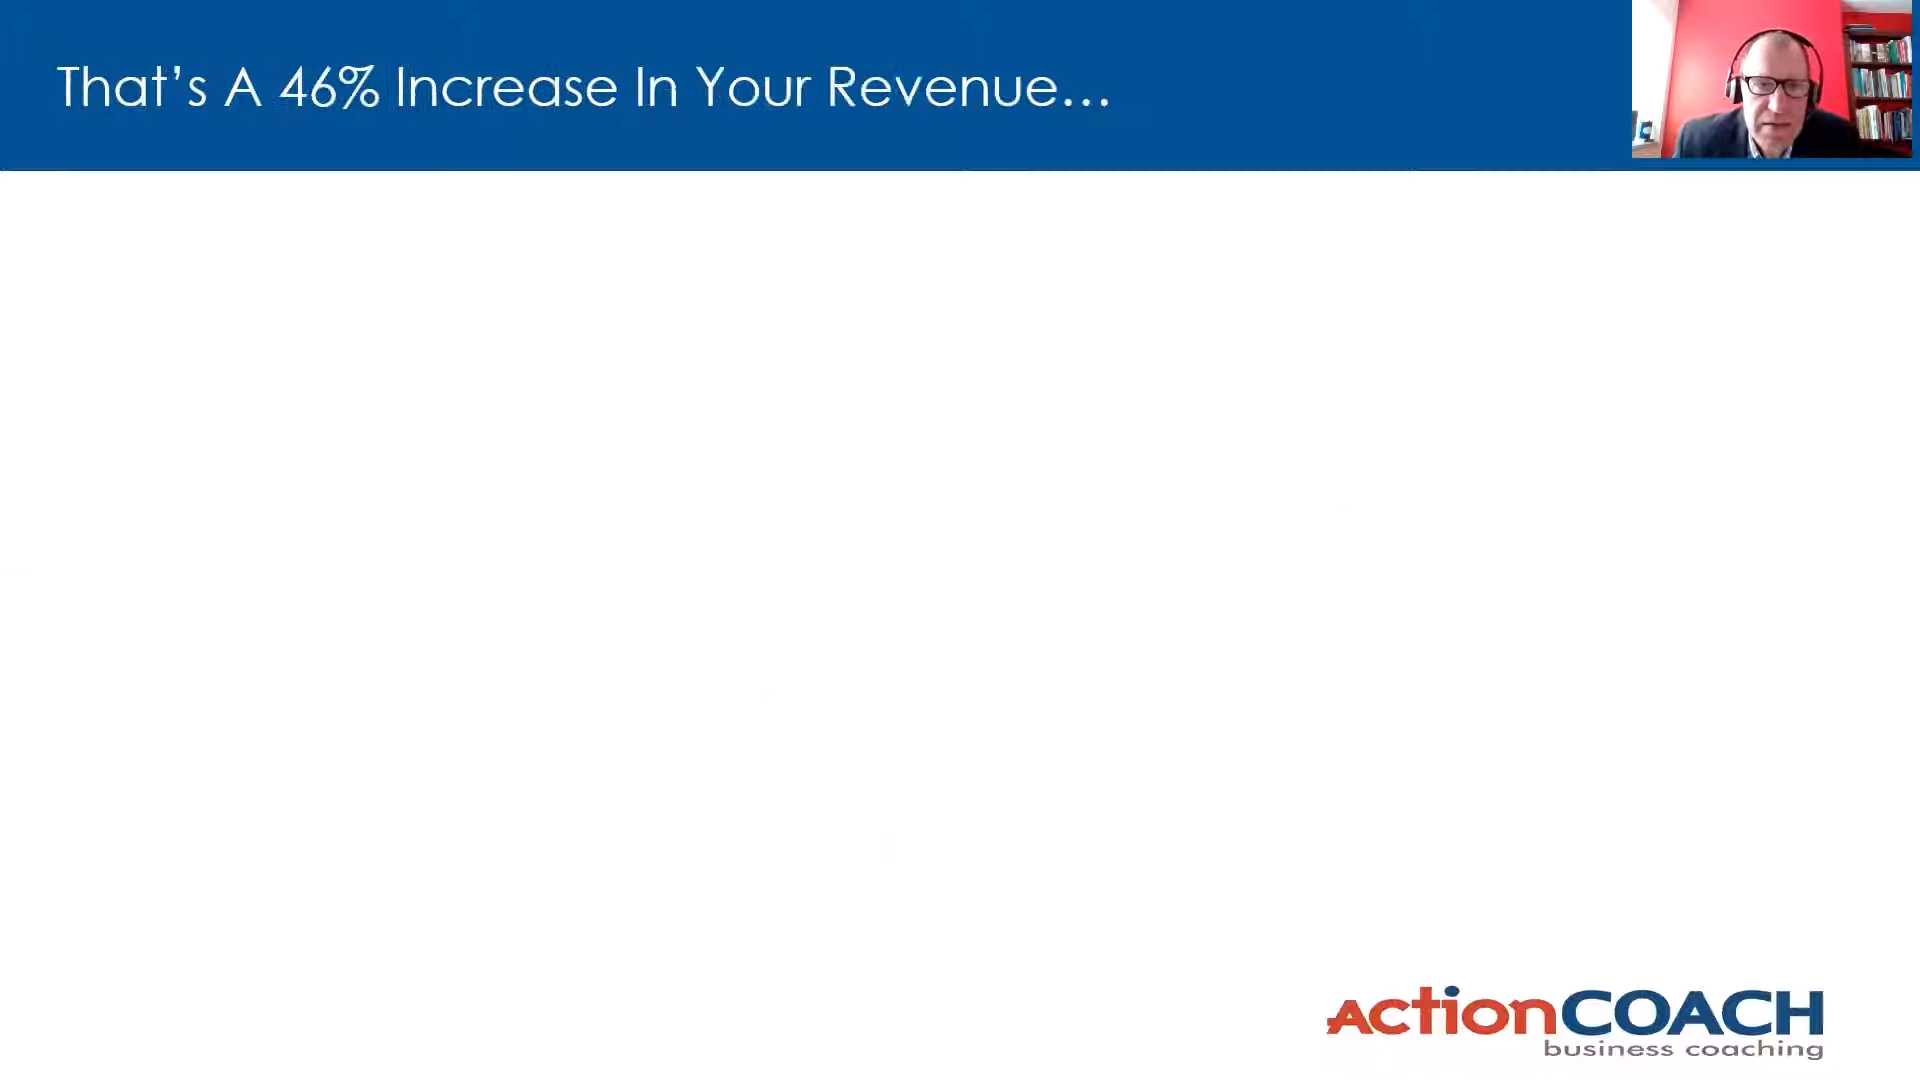 That's A 46% Increase In Your Revenue...
actionCOACH
business coaching